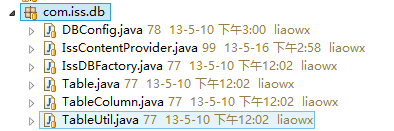 com.iss.db
DBConfig.java 78 13-5-10 下午3:00 liaowx
IssContentProvider.java 99 13-5-16 下午2:58 liaowx
IssDBFactory.java 77 13-5-10 下午12:02 liaowx
Table.java 77 13-5-10 下午12:02 liaowx
TableColumn.java 77 13-5-10 下午12:02 liaowx
TableUtil.java 77 13-5-10 下午12:02 liaowx